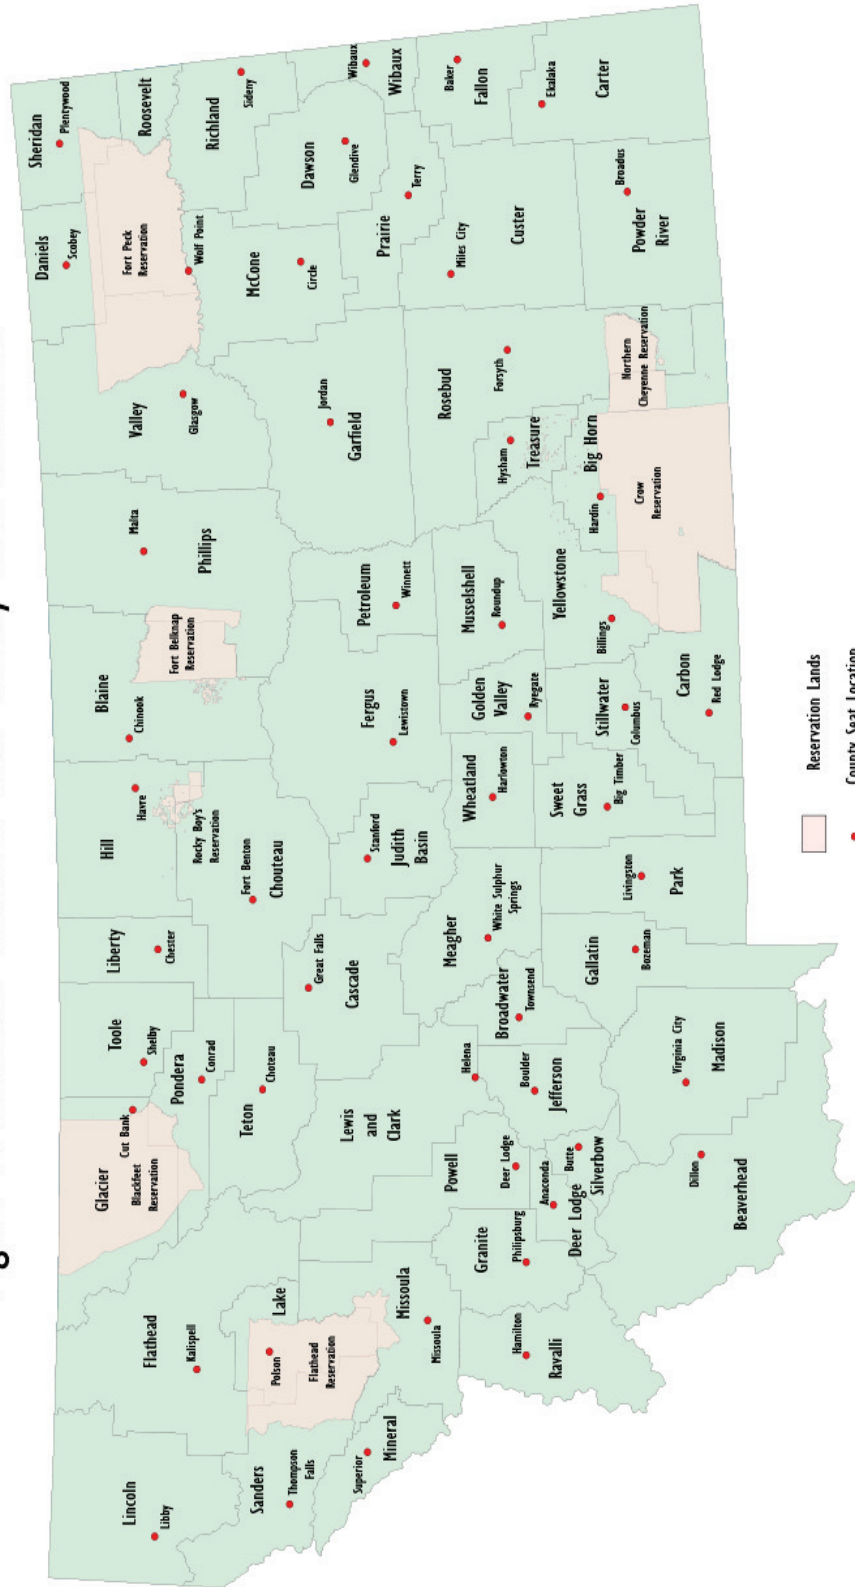 Lincoln
Libby
Flathead
Kalispell
Glacier
Cut Bank
Blackfeet
Reservation
Toole
Shelby
Pondera
Conrad
Liberty
Chester
Hill
Havre
Rocky Boy's
Reservation
Blaine
Chinook
Fort Belknap
Reservation
Phillips
Malta
Valley
Glasgow
Daniels
Scobey
Sheridan
Plentywood
Fort Peck
Reservation
Roosevelt
Wolf Point
Richland
Sideny
Sanders
Thompson
Falls
Lake
Polson
Flathead
Reservation
Mineral
Superior
Missoula
Missoula
Teton
Choteau
Lewis
and
Clark
Helena
Cascade
Great Falls
Chouteau
Fort Benton
Judith
Basin
Stanford
Fergus
Lewistown
Petroleum
Winnett
Garfield
Jordan
McCone
Circle
Dawson
Glendive
Prairie
Terry
Wibaux
Wibaux
Ravalli
Hamilton
Granite
Philipsburg
Powell
Deer Lodge
Deer Lodge
Anaconda
Silverbow
Butte
Jefferson
Boulder
Broadwater
Townsend
Meagher
White Sulphur
Springs
Wheatland
Harlowton
Golden
Valley
Ryegate
Musselshell
Roundup
Rosebud
Forsyth
Treasure
Hysham
Custer
Miles City
Fallon
Baker
Beaverhead
Dillon
Madison
Virginia City
Gallatin
Bozeman
Park
Livingston
Sweet
Grass
Big Timber
Stillwater
Columbus
Carbon
Red Lodge
Yellowstone
Billings
Big Horn
Hardin
Crow
Reservation
Northern
Cheyenne Reservation
Powder
River
Broadus
Carter
Ekalaka
Reservation Lands
County Seat Location